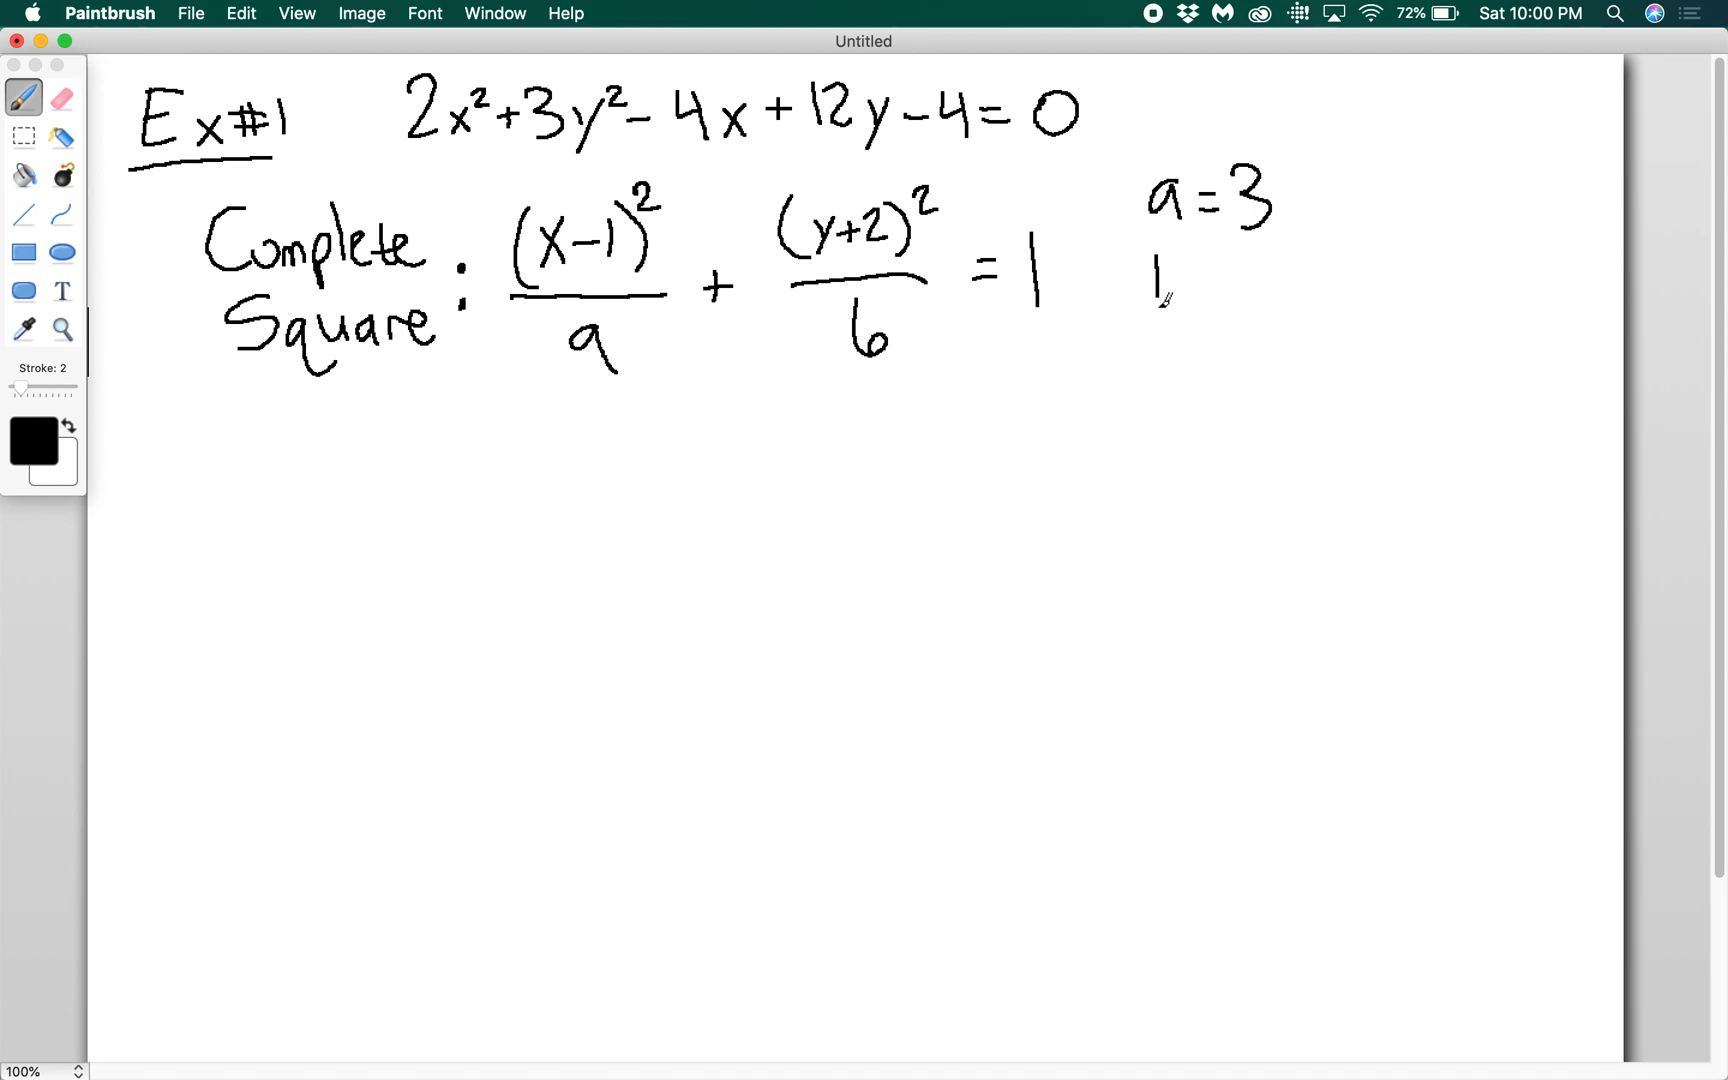 Paintbrush File Edit View Image Font Window Help 72% Sat 10:00 PM
Untitled
Ex#1 2x²+3y²-4x+12y-4=0
Complete Square: (x-1)²/9 + (y+2)²/6 = 1
a=3
T
Stroke: 2
100%